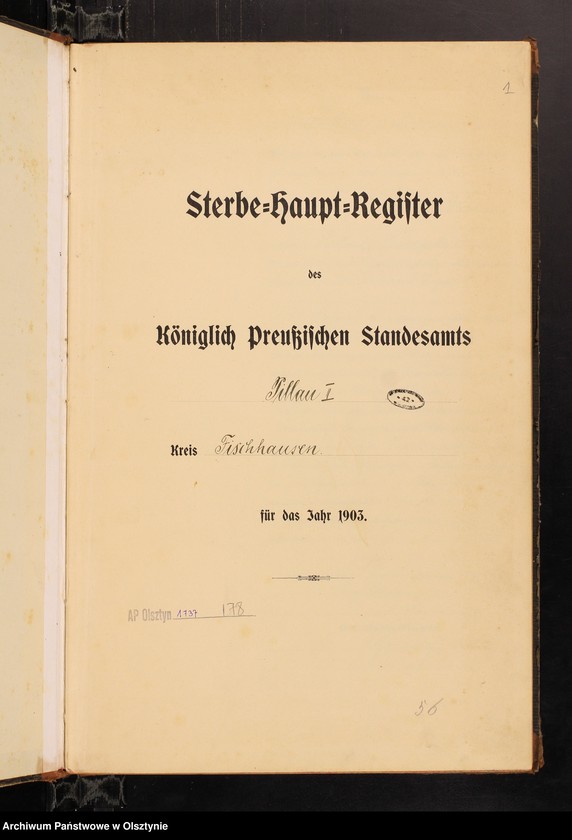 1
Sterbe=Haupt=Register
des
Königlich Preußischen Standesamts
Pillau I
42
Kreis Fischhausen
für das Jahr 1903.
AP Olsztyn 1737 178
56
Archiwum Państwowe w Olsztynie